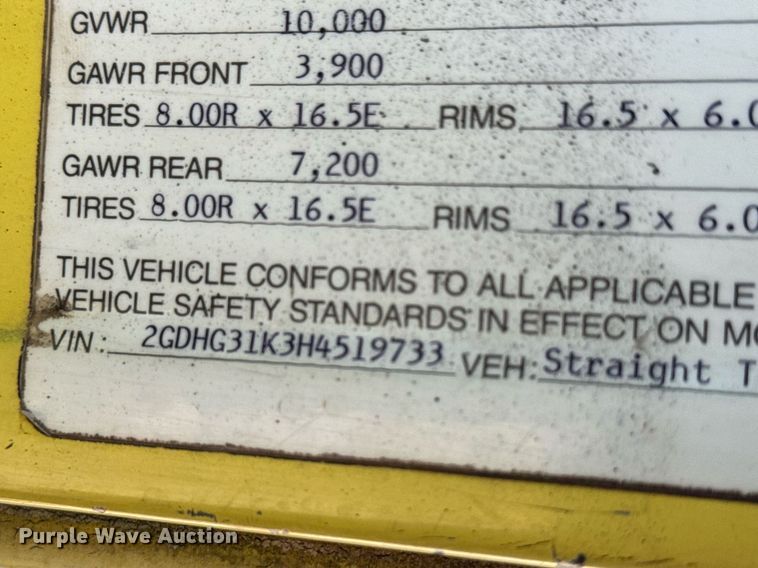 GVWR 10,000
GAWR FRONT 3,900
TIRES 8.00R x 16.5E RIMS 16.5 x 6.0
GAWR REAR 7,200
TIRES 8.00R x 16.5E RIMS 16.5 x 6.0
THIS VEHICLE CONFORMS TO ALL APPLICABLE
VEHICLE SAFETY STANDARDS IN EFFECT ON
VIN: 2GDHG31K3H4519733 VEH: Straight T
Purple Wave Auction